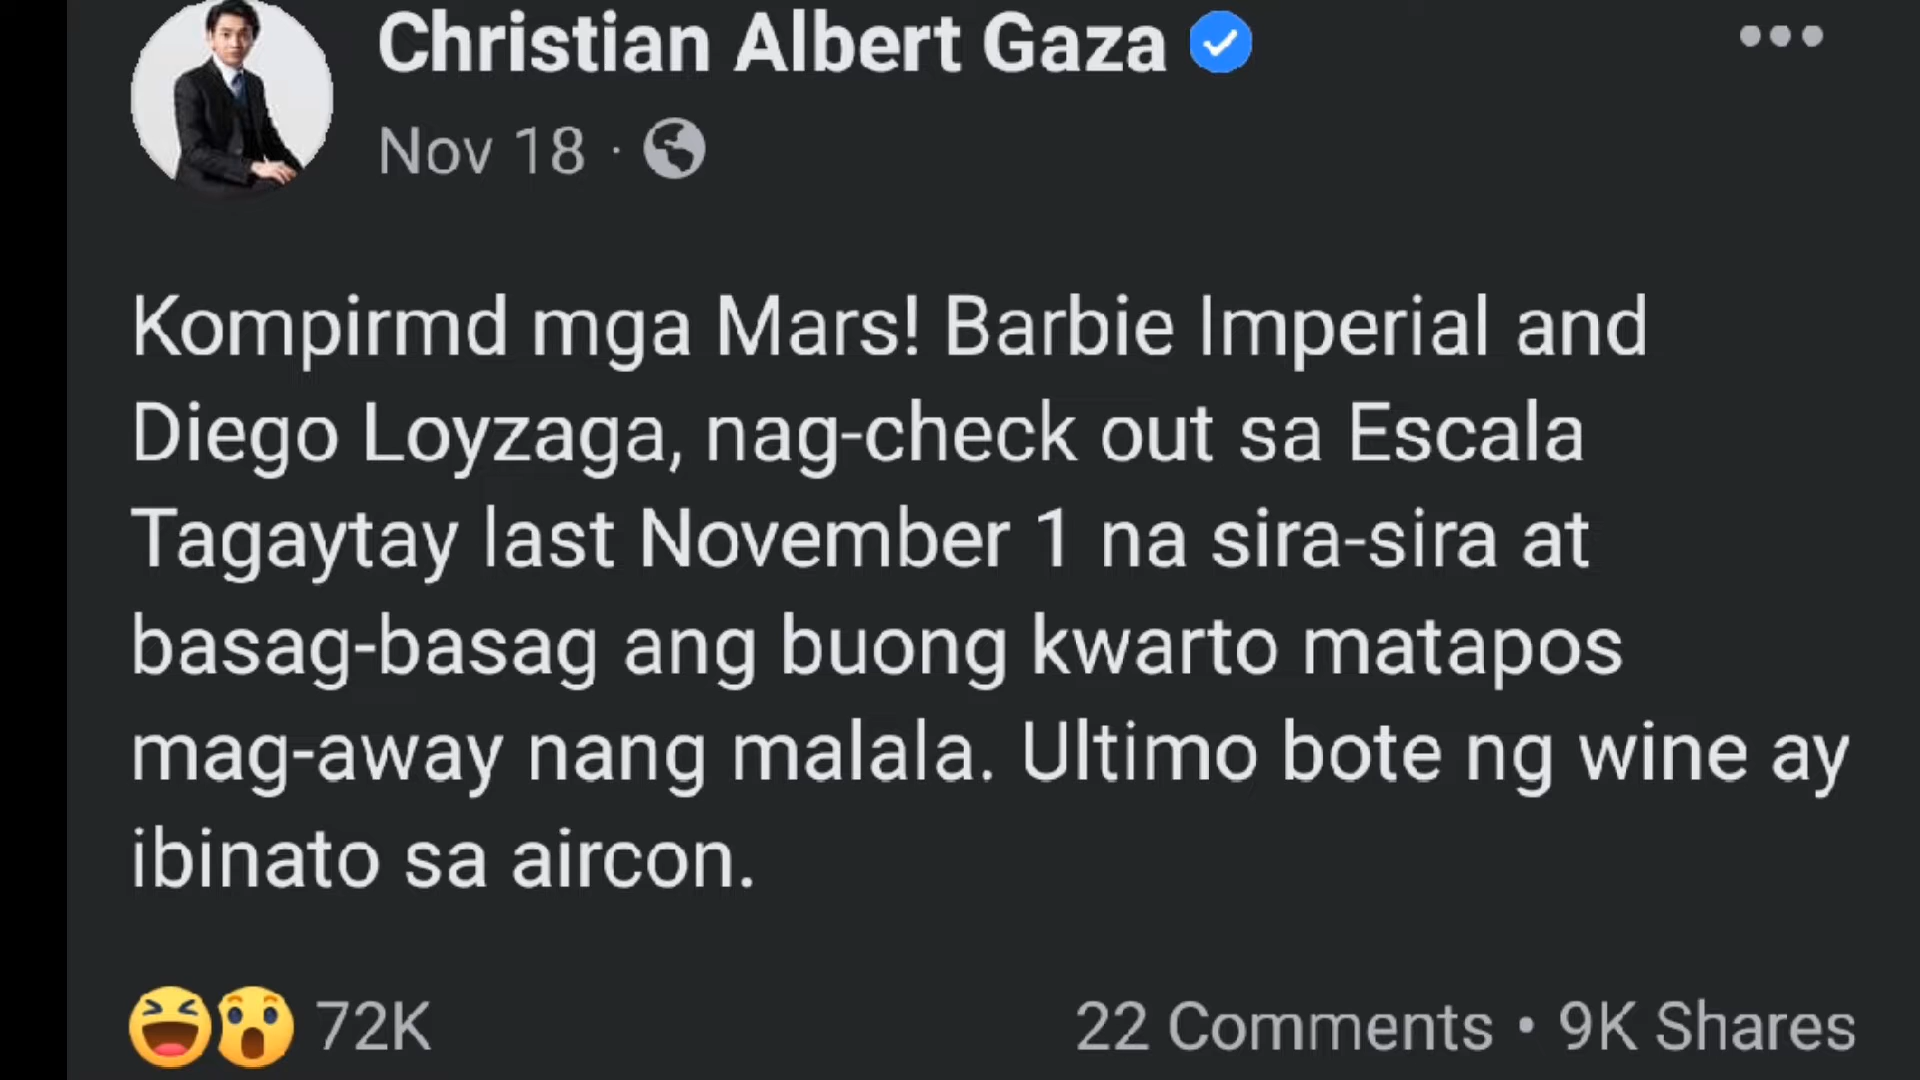 Christian Albert Gaza
Nov 18 ·
Kompirmd mga Mars! Barbie Imperial and
Diego Loyzaga, nag-check out sa Escala
Tagaytay last November 1 na sira-sira at
basag-basag ang buong kwarto matapos
mag-away nang malala. Ultimo bote ng wine ay
ibinato sa aircon.
72K 22 Comments • 9K Shares